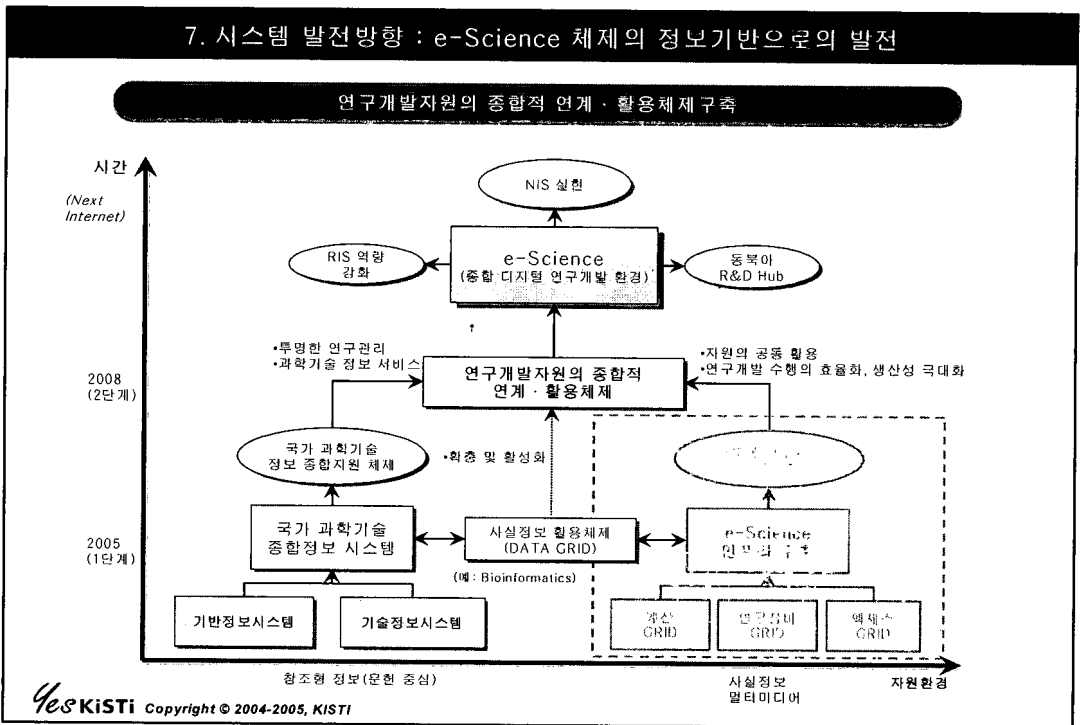 7. 시스템 발전방향 : e-Science 체제의 정보기반으로의 발전
연구개발자원의 종합적 연계 · 활용체제구축
시간
(Next
Internet)
NIS 실현
RIS 역량
강화
e-Science
(종합 디지털 연구개발 환경)
동북아
R&D Hub
•투명한 연구관리
•과학기술 정보 서비스
•자원의 공동 활용
•연구개발 수행의 효율화, 생산성 극대화
2008
(2단계)
연구개발자원의 종합적
연계 · 활용체제
국가 과학기술
정보 종합지원 체제
•확충 및 활성화
2005
(1단계)
국가 과학기술
종합정보 시스템
사실정보 활용체제
(DATA GRID)
e-Science
(예: Bioinformatics)
기반정보시스템
기술정보시스템
계산
GRID
연구장비
GRID
액세스
GRID
창조형 정보(문헌 중심)
사실정보
멀티미디어
자원환경
Yes KiSTi Copyright © 2004-2005, KISTI